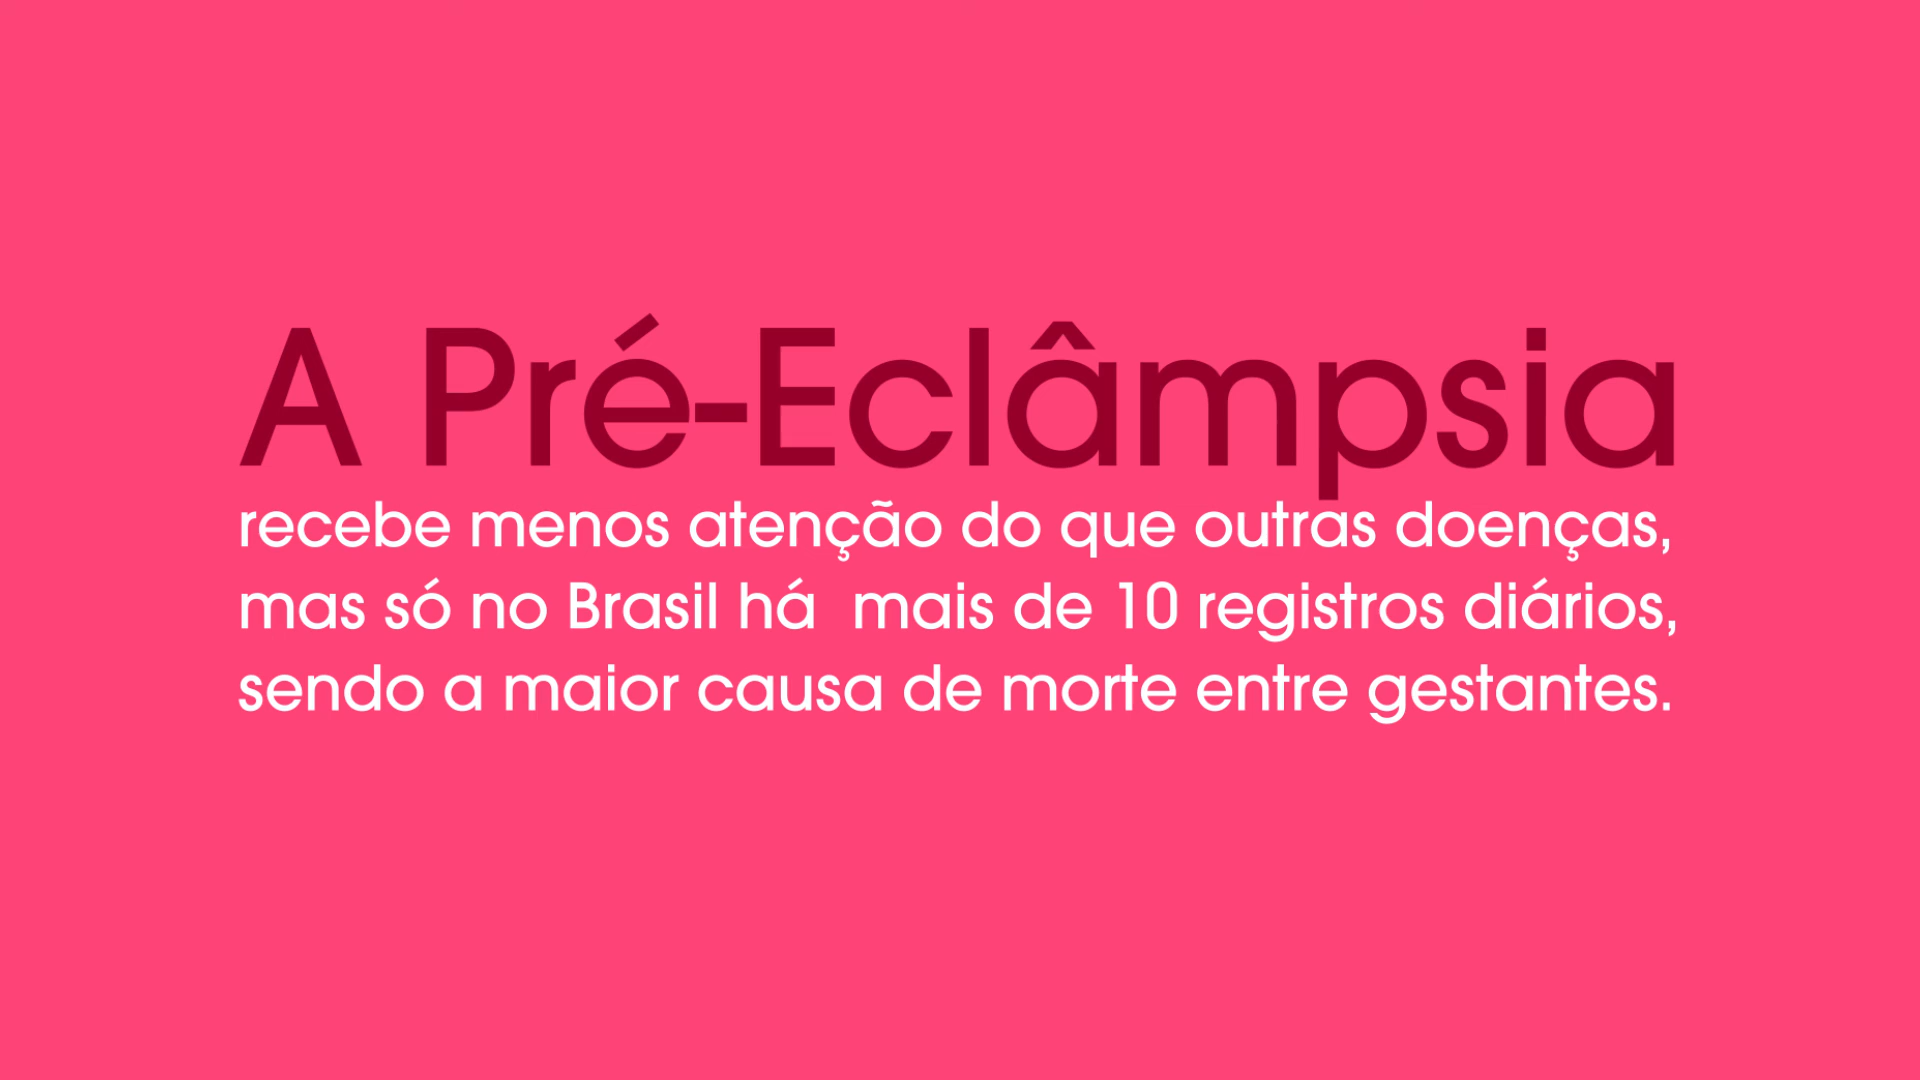 A Pré-Eclâmpsia
recebe menos atenção do que outras doenças,
mas só no Brasil há  mais de 10 registros diários,
sendo a maior causa de morte entre gestantes.